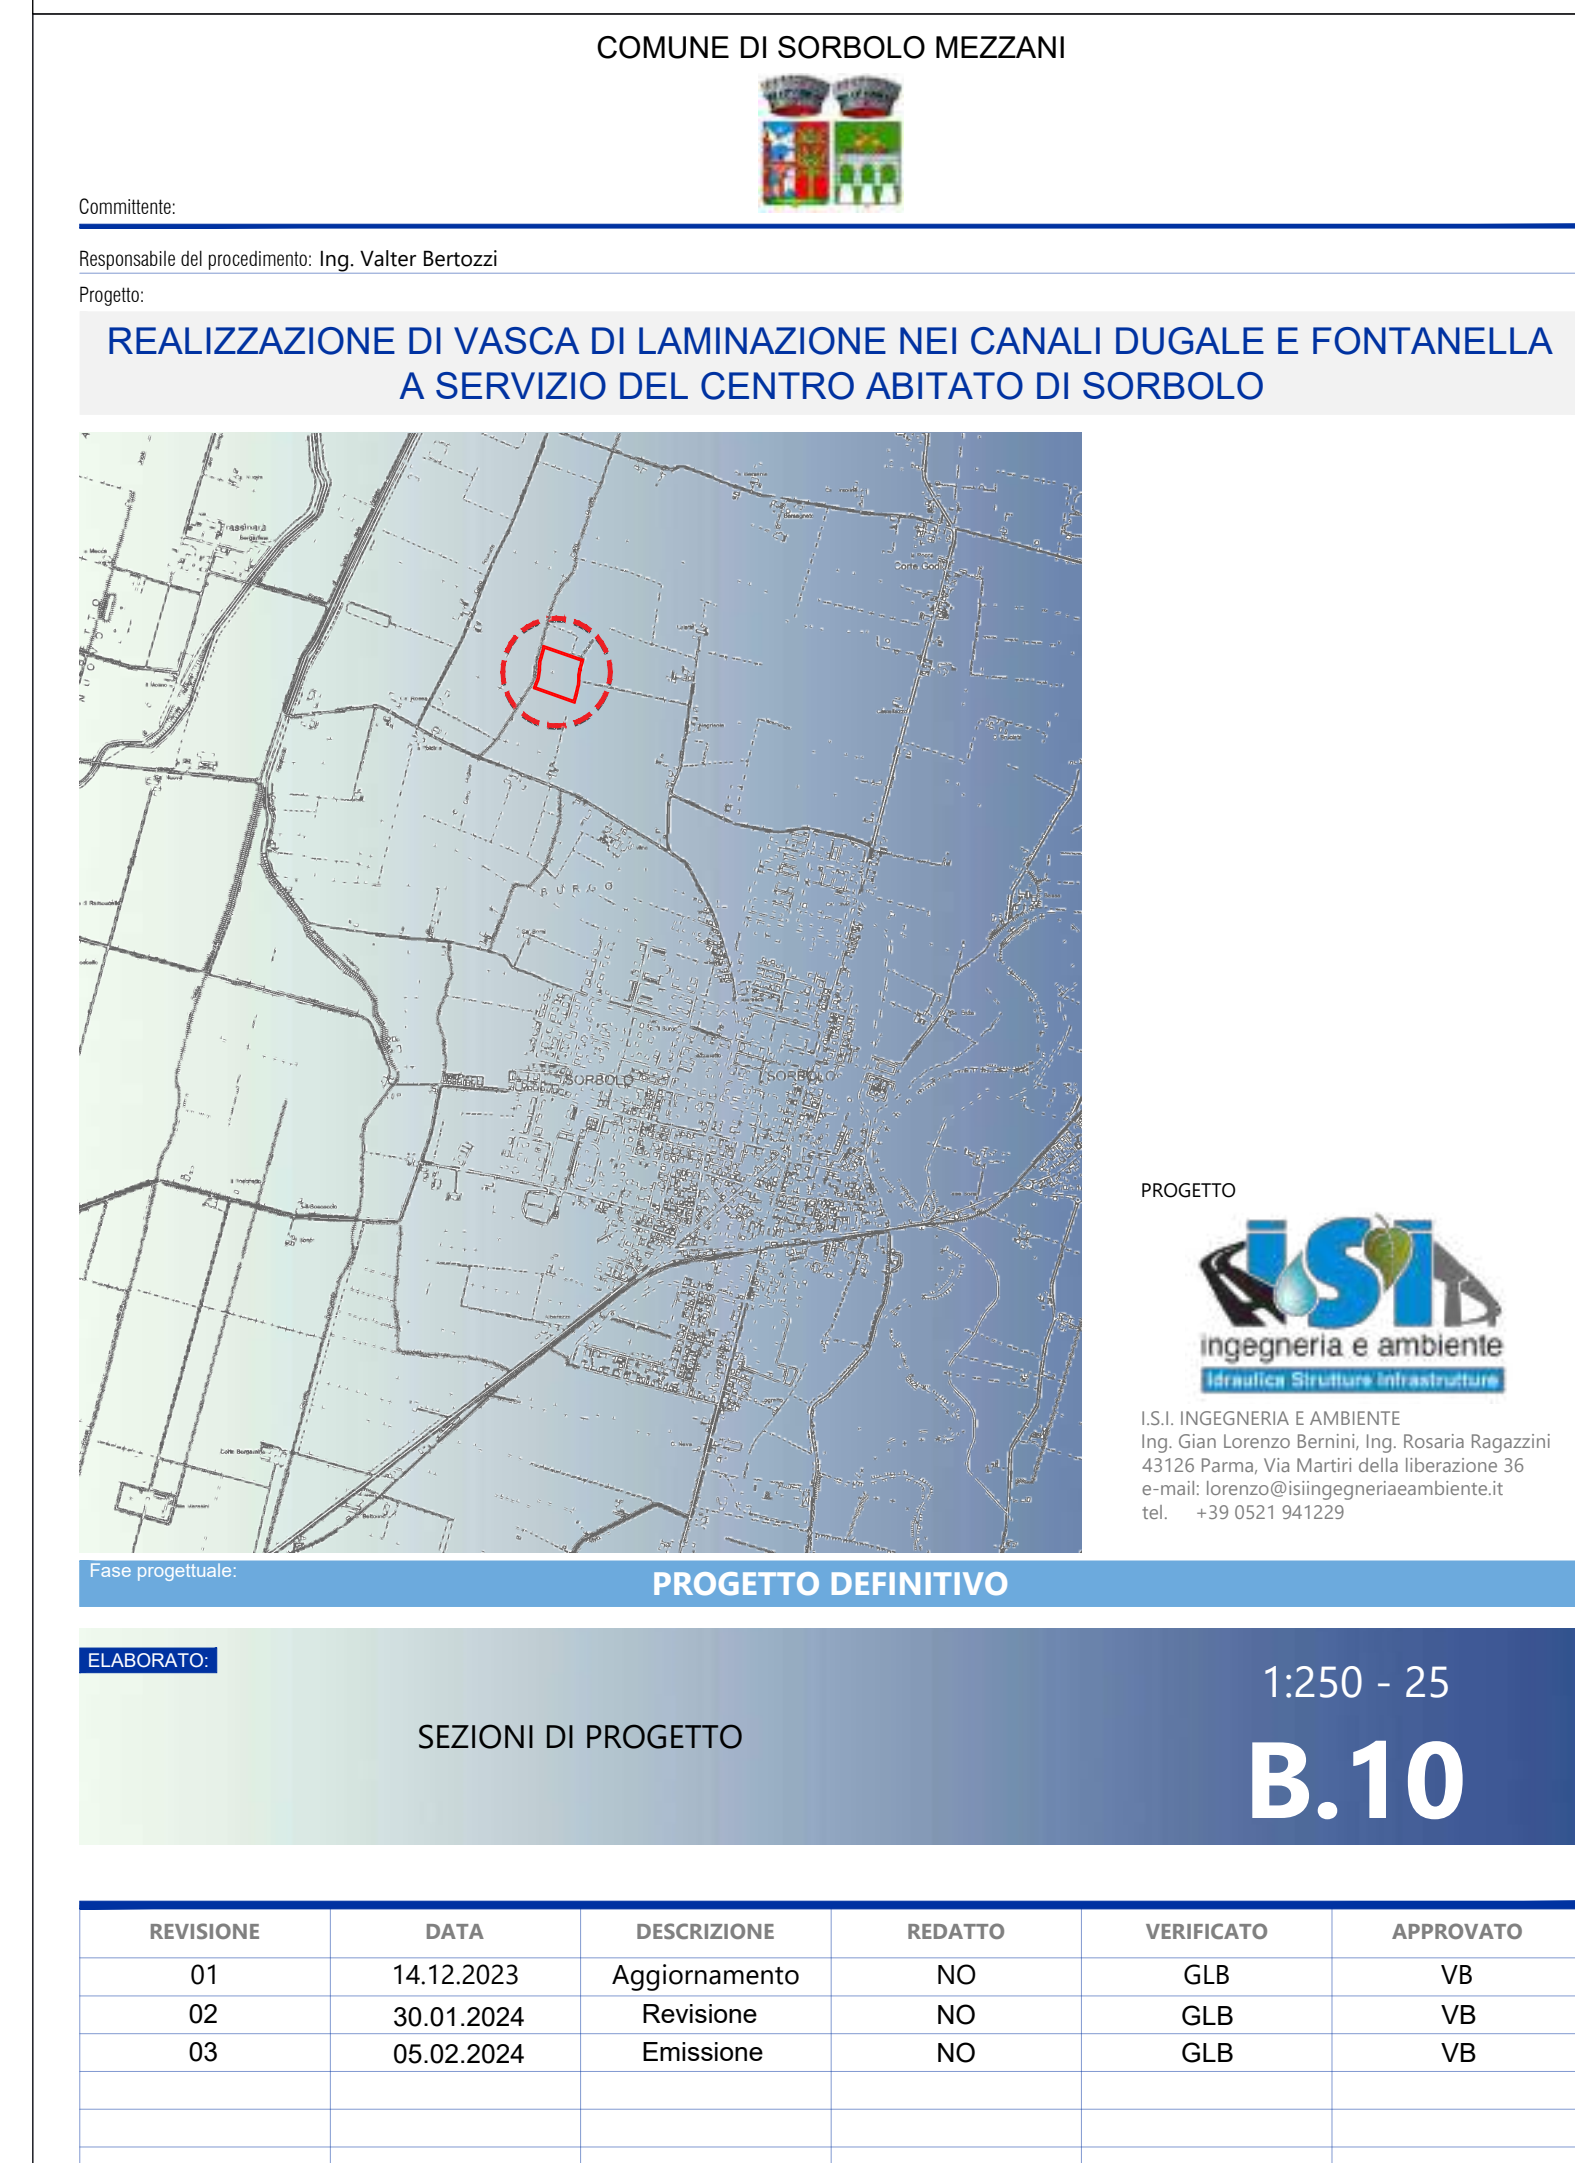 COMUNE DI SORBOLO MEZZANI
Committente:
Responsabile del procedimento: Ing. Valter Bertozzi
Progetto:
REALIZZAZIONE DI VASCA DI LAMINAZIONE NEI CANALI DUGALE E FONTANELLA
A SERVIZIO DEL CENTRO ABITATO DI SORBOLO
BURGO
SORBOLO
SORBOLO
PROGETTO
iSi
ingegneria e ambiente
Idraulica Strutture Infrastrutture
I.S.I. INGEGNERIA E AMBIENTE
Ing. Gian Lorenzo Bernini, Ing. Rosaria Ragazzini
43126 Parma, Via Martiri della liberazione 36
e-mail: lorenzo@isiingegneriaeambiente.it
tel. +39 0521 941229
Fase progettuale:
PROGETTO DEFINITIVO
ELABORATO:
1:250 - 25
SEZIONI DI PROGETTO
B.10
REVISIONE DATA DESCRIZIONE REDATTO VERIFICATO APPROVATO
01 14.12.2023 Aggiornamento NO GLB VB
02 30.01.2024 Revisione NO GLB VB
03 05.02.2024 Emissione NO GLB VB